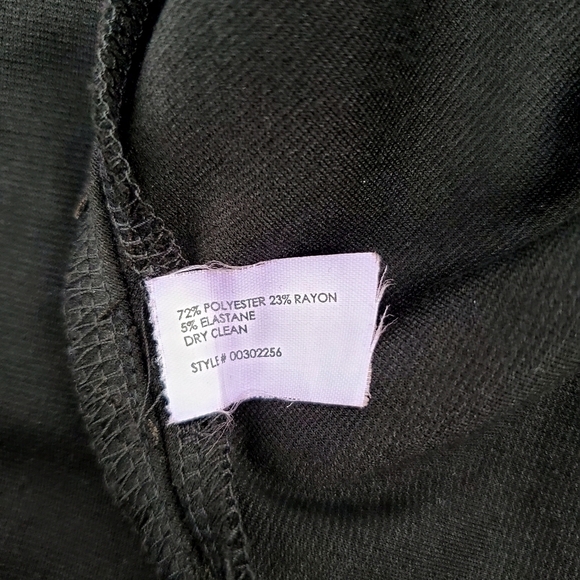 72% POLYESTER 23% RAYON
5% ELASTANE
DRY CLEAN
STYLE# 00302256